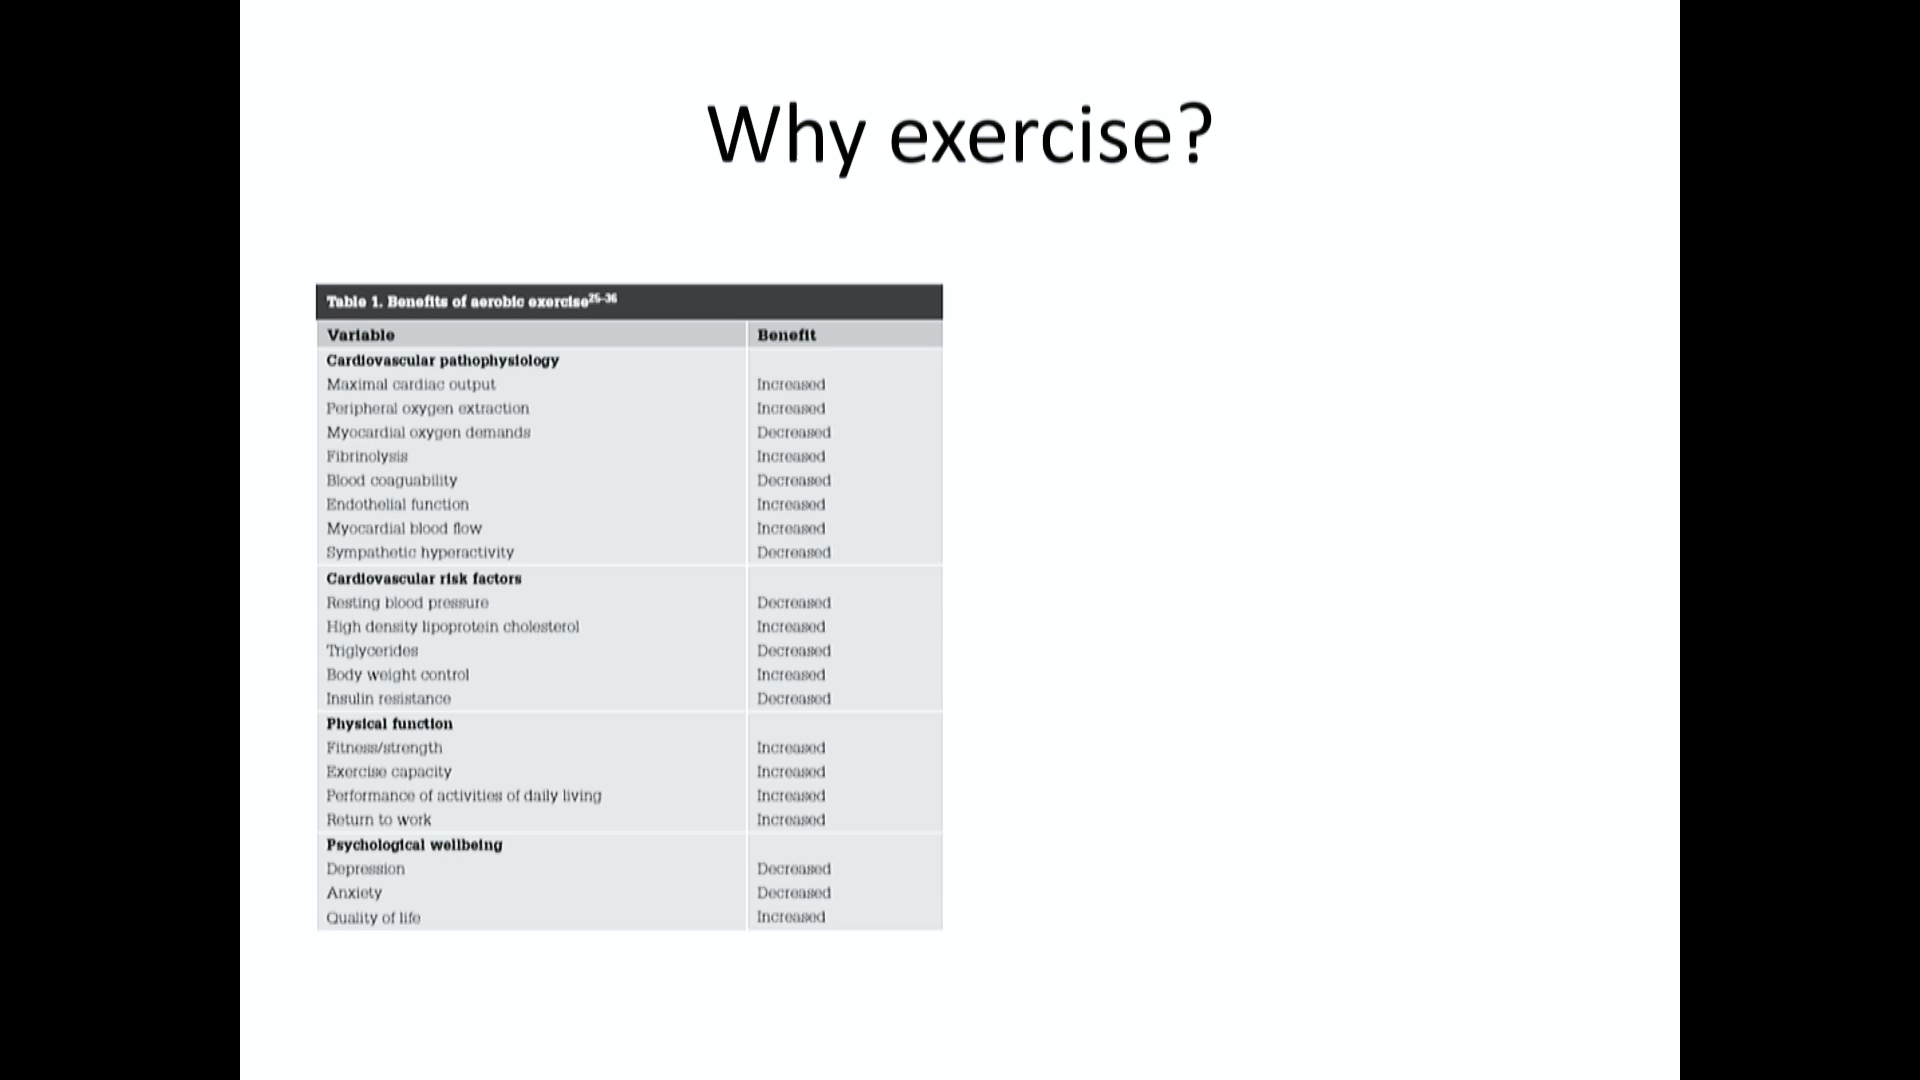 Why exercise?
Table 1. Benefits of aerobic exercise25-36
Variable Benefit
Cardiovascular pathophysiology
Maximal cardiac output Increased
Peripheral oxygen extraction Increased
Myocardial oxygen demands Decreased
Fibrinolysis Increased
Blood coaguability Decreased
Endothelial function Increased
Myocardial blood flow Increased
Sympathetic hyperactivity Decreased
Cardiovascular risk factors
Resting blood pressure Decreased
High density lipoprotein cholesterol Increased
Triglycerides Decreased
Body weight control Increased
Insulin resistance Decreased
Physical function
Fitness/strength Increased
Exercise capacity Increased
Performance of activities of daily living Increased
Return to work Increased
Psychological wellbeing
Depression Decreased
Anxiety Decreased
Quality of life Increased